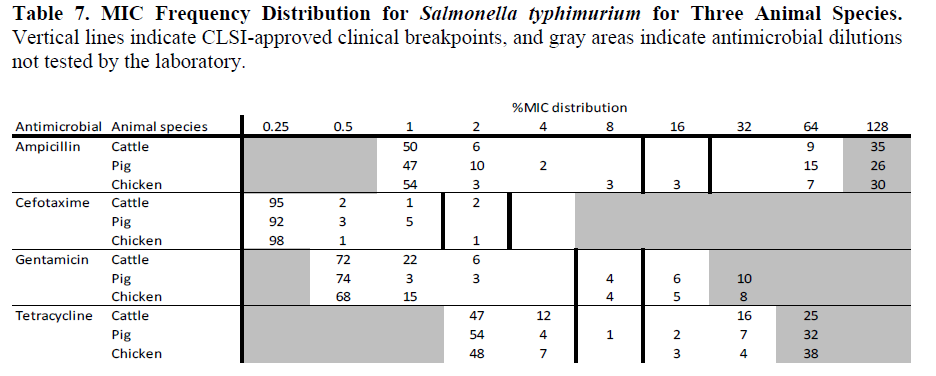 Table 7. MIC Frequency Distribution for Salmonella typhimurium for Three Animal Species.
Vertical lines indicate CLSI-approved clinical breakpoints, and gray areas indicate antimicrobial dilutions
not tested by the laboratory.
%MIC distribution
Antimicrobial Animal species 0.25 0.5 1 2 4 8 16 32 64 128
Ampicillin Cattle 50 6 9 35
Pig 47 10 2 15 26
Chicken 54 3 3 3 7 30
Cefotaxime Cattle 95 2 1 2
Pig 92 3 5
Chicken 98 1 1
Gentamicin Cattle 72 22 6
Pig 74 3 3 4 6 10
Chicken 68 15 4 5 8
Tetracycline Cattle 47 12 16 25
Pig 54 4 1 2 7 32
Chicken 48 7 3 4 38